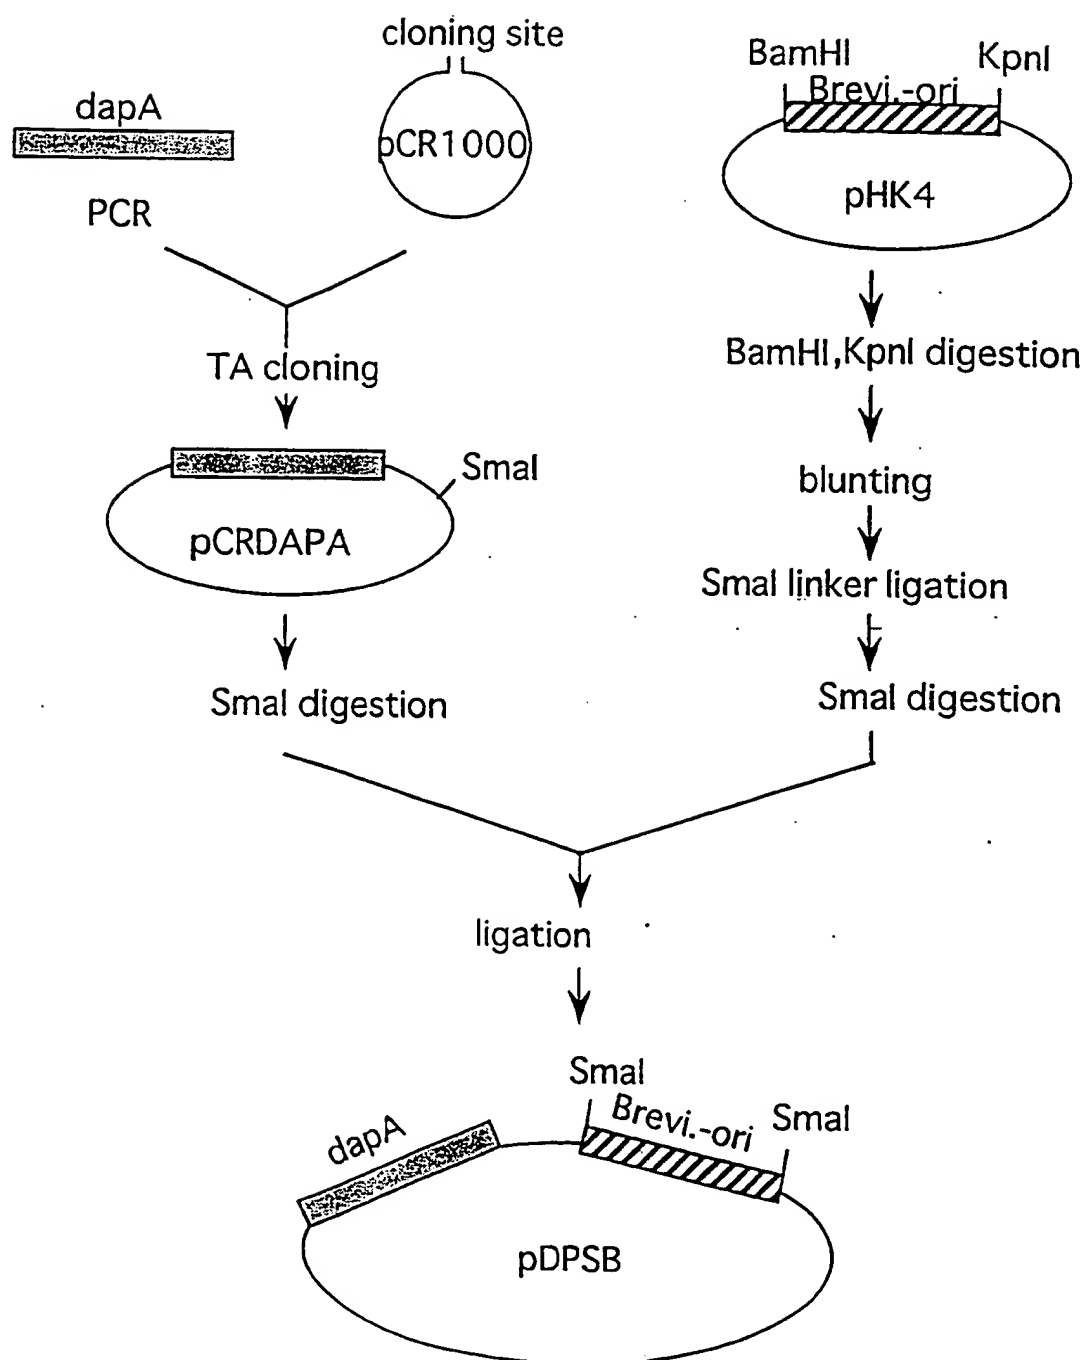 cloning site
dapA
pCR1000
PCR
BamHI
KpnI
Brevi.-ori
pHK4
TA cloning
BamHI,KpnI digestion
SmaI
pCRDAPA
blunting
SmaI linker ligation
SmaI digestion
SmaI digestion
ligation
SmaI
dapA
Brevi.-ori
SmaI
pDPSB